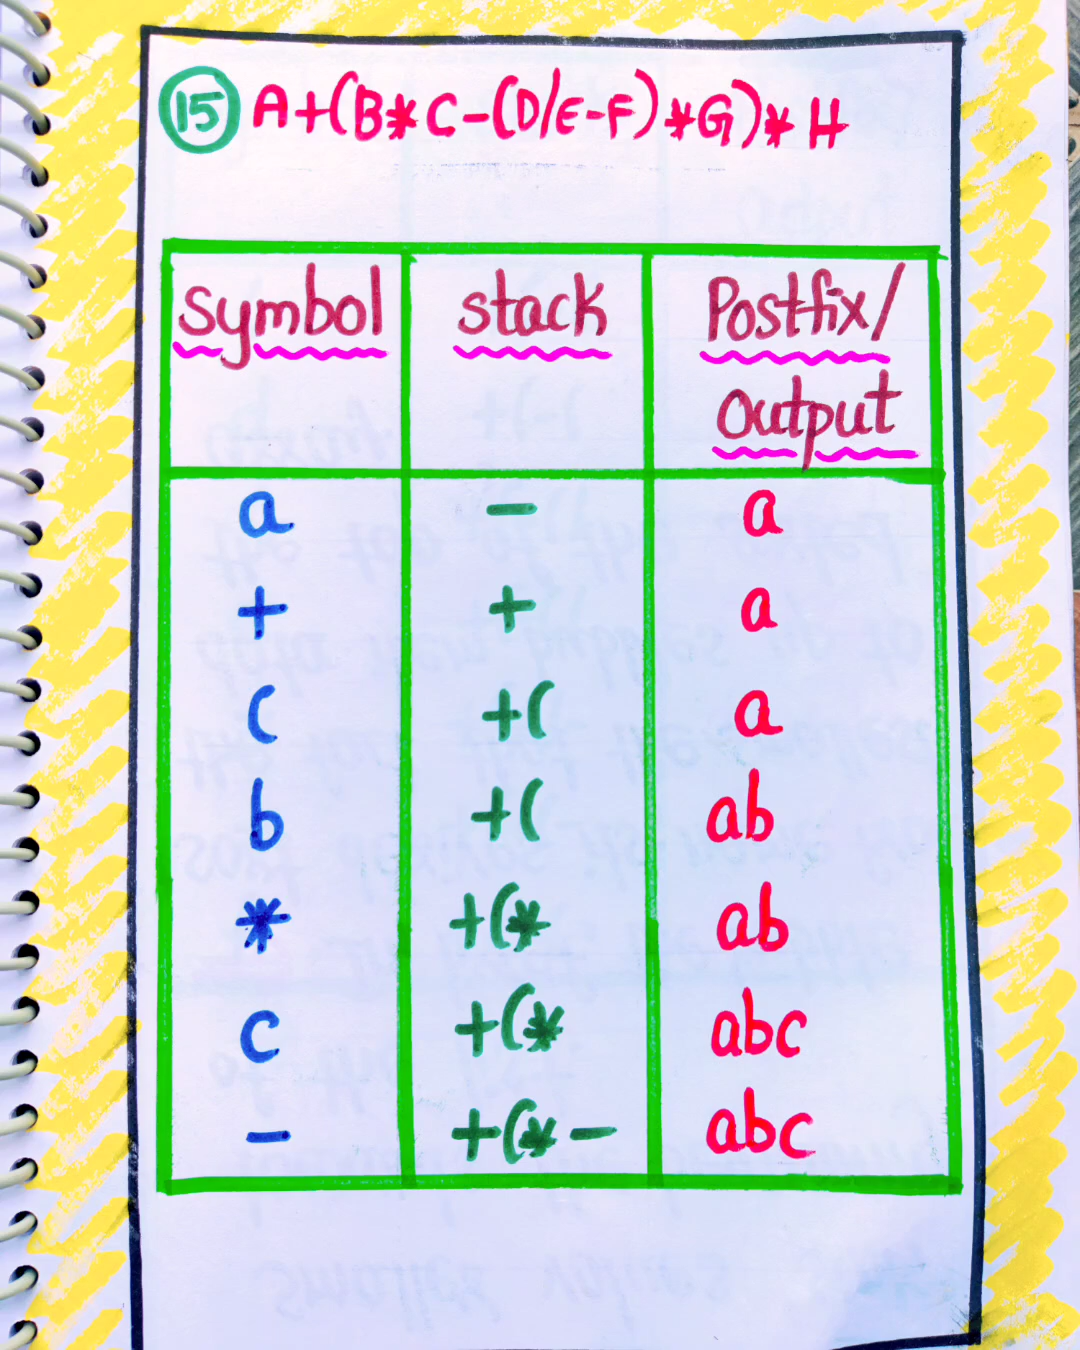 15 A+(B*C-(D/E-F)*G)*H
symbol stack Postfix/
Output
a - a
+ + a
( +( a
b +( ab
* +(* ab
c +(* abc
- +(*- abc